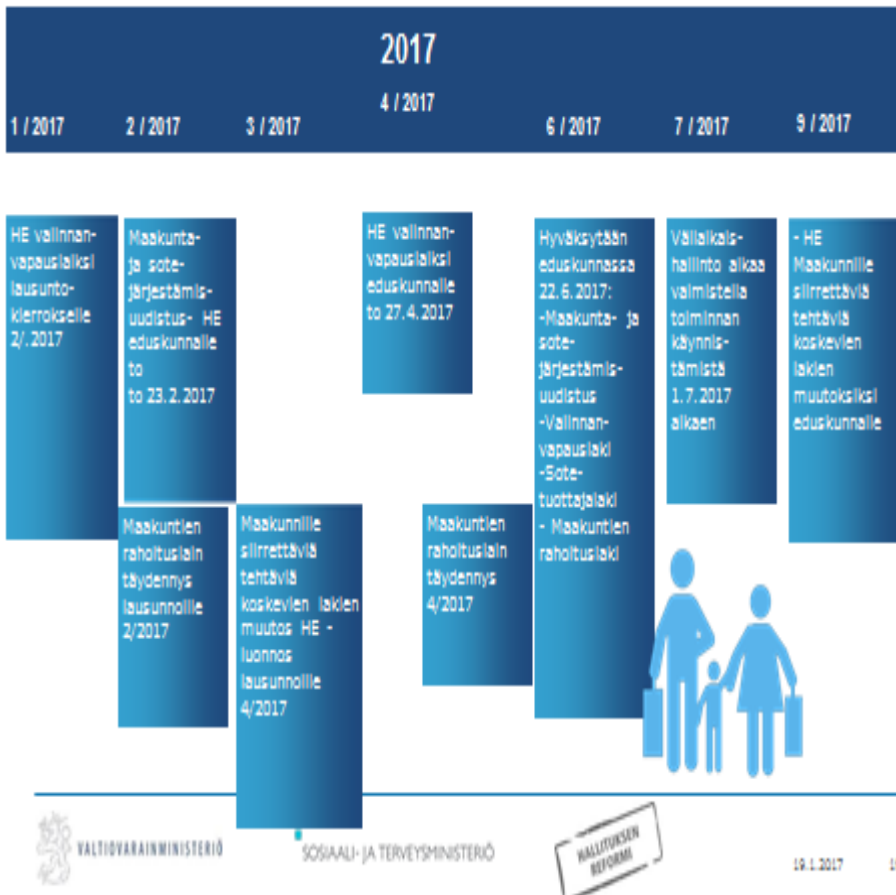 2017
1 / 2017
2 / 2017
3 / 2017
4 / 2017
6 / 2017
7 / 2017
9 / 2017
HE valinnan-
vapauslaiksi
lausunto-
kierrokselle
2/.2017
Maakunta-
ja sote-
järjestämis-
uudistus- HE
eduskunnalle
to
to 23.2.2017
Maakuntien
rahoituslain
täydennys
lausunnoille
2/2017
Maakunnille
siirrettäviä
tehtäviä
koskevien lakien
muutos HE -
luonnos
lausunnoille
4/2017
HE valinnan-
vapauslaiksi
eduskunnalle
to 27.4.2017
Maakuntien
rahoituslain
täydennys
4/2017
Hyväksytään
eduskunnassa
22.6.2017:
-Maakunta- ja
sote-
järjestämis-
uudistus
-Valinnan-
vapauslaki
-Sote-
tuottajalaki
- Maakuntien
rahoituslaki
Väliaikais-
hallinto alkaa
valmistella
toiminnan
käynnis-
tämistä
1.7.2017
alkaen
- HE
Maakunnille
siirrettäviä
tehtäviä
koskevien
lakien
muutoksiksi
eduskunnalle
VALTIOVARAINMINISTERIÖ
SOSIAALI- JA TERVEYSMINISTERIÖ
HALLITUKSEN
REFORMI
19.1.2017